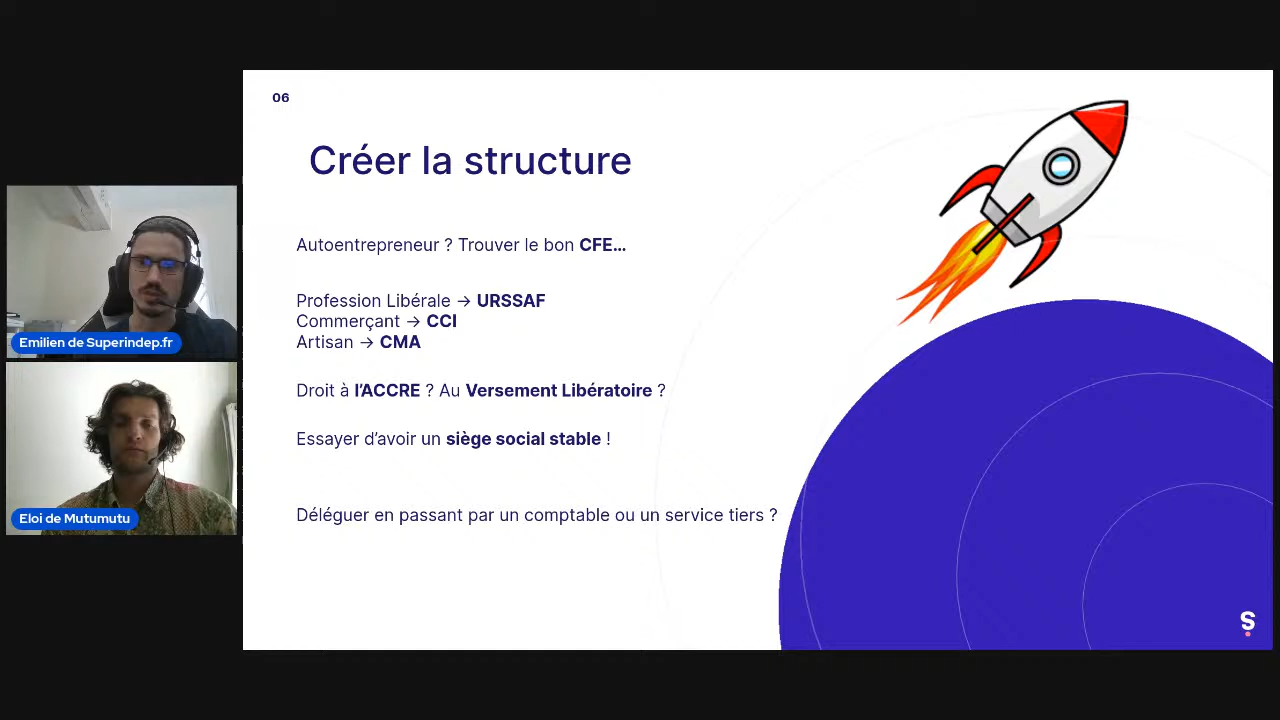 06
Créer la structure
Autoentrepreneur ? Trouver le bon CFE...
Profession Libérale → URSSAF
Commerçant → CCI
Artisan → CMA
Droit à l’ACCRE ? Au Versement Libératoire ?
Essayer d’avoir un siège social stable !
Déléguer en passant par un comptable ou un service tiers ?
Emilien de Superindep.fr
Eloi de Mutumutu
S